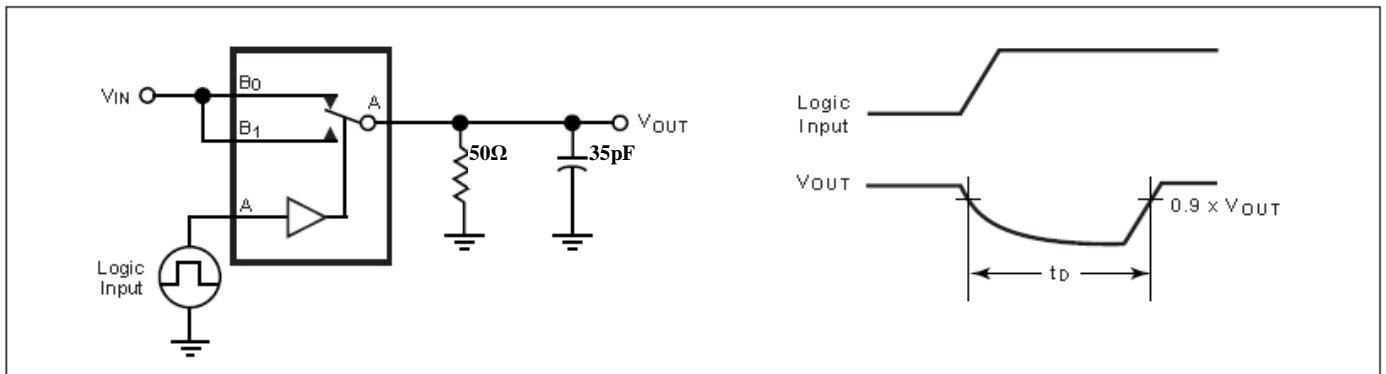 VIN
B0
B1
A
A
Logic
Input
50Ω
35pF
VOUT
Logic
Input
VOUT
0.9 x VOUT
tD